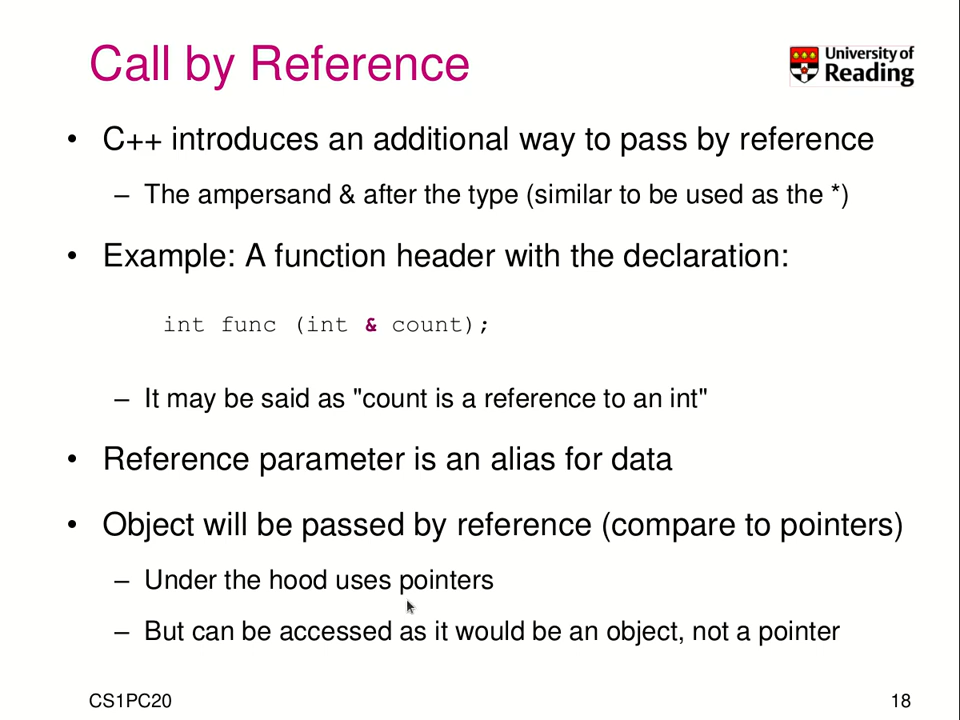 Call by Reference
University of
Reading
• C++ introduces an additional way to pass by reference
– The ampersand & after the type (similar to be used as the *)
• Example: A function header with the declaration:
int func (int & count);
– It may be said as "count is a reference to an int"
• Reference parameter is an alias for data
• Object will be passed by reference (compare to pointers)
– Under the hood uses pointers
– But can be accessed as it would be an object, not a pointer
CS1PC20
18